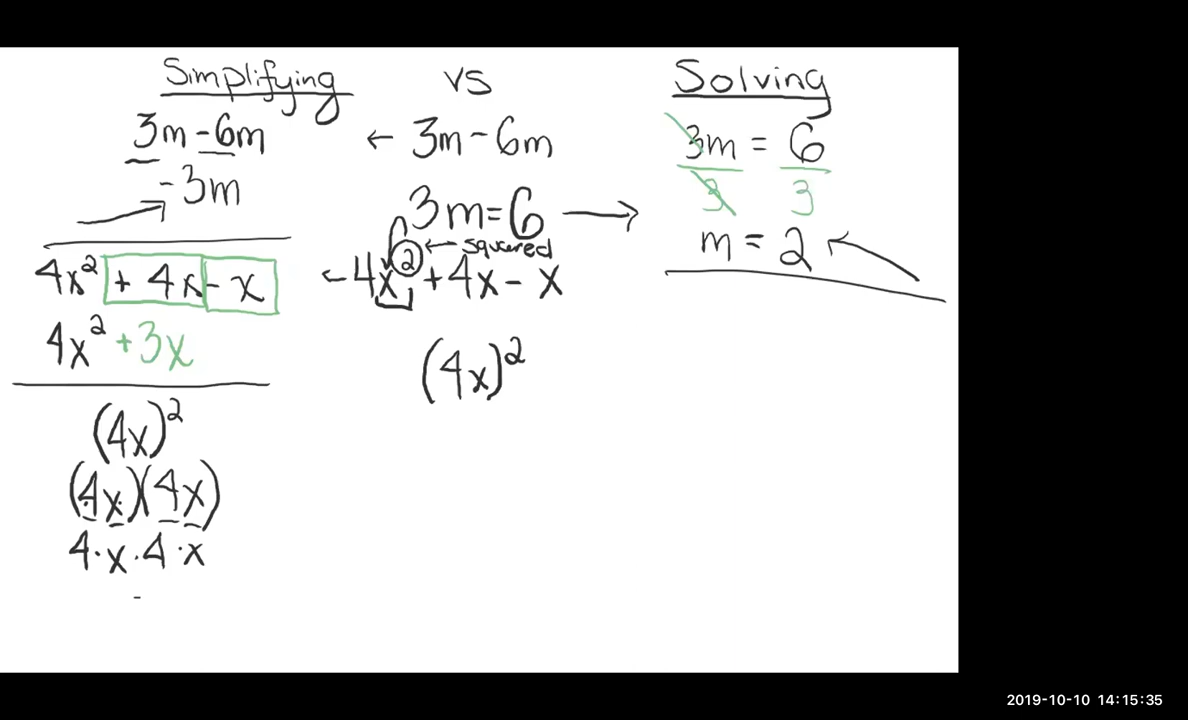 Simplifying vs Solving
3m - 6m
← 3m - 6m
3m = 6
-3m
3m = 6 →
3 3
← squared
m = 2
4x² + 4x - x
← 4x² + 4x - x
4x² + 3x
(4x)²
(4x)²
(4x)(4x)
4·x·4·x
-
2019-10-10 14:15:35